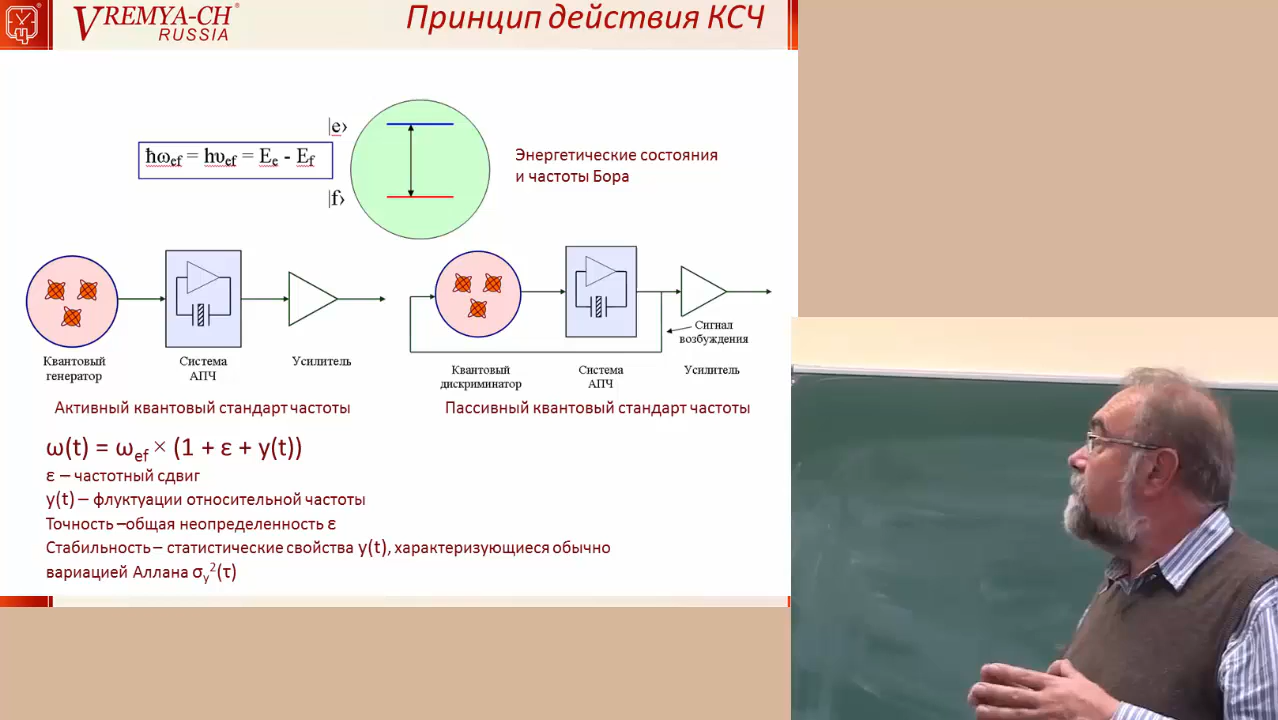 VREMYA-CH®
RUSSIA
Принцип действия КСЧ
|e›
ħω_ef = hυ_ef = E_e - E_f
|f›
Энергетические состояния
и частоты Бора
Сигнал
возбуждения
Квантовый
генератор
Система
АПЧ
Усилитель
Квантовый
дискриминатор
Система
АПЧ
Усилитель
Активный квантовый стандарт частоты
Пассивный квантовый стандарт частоты
ω(t) = ω_ef × (1 + ε + y(t))
ε – частотный сдвиг
y(t) – флуктуации относительной частоты
Точность –общая неопределенность ε
Стабильность – статистические свойства y(t), характеризующиеся обычно
вариацией Аллана σ_y²(τ)